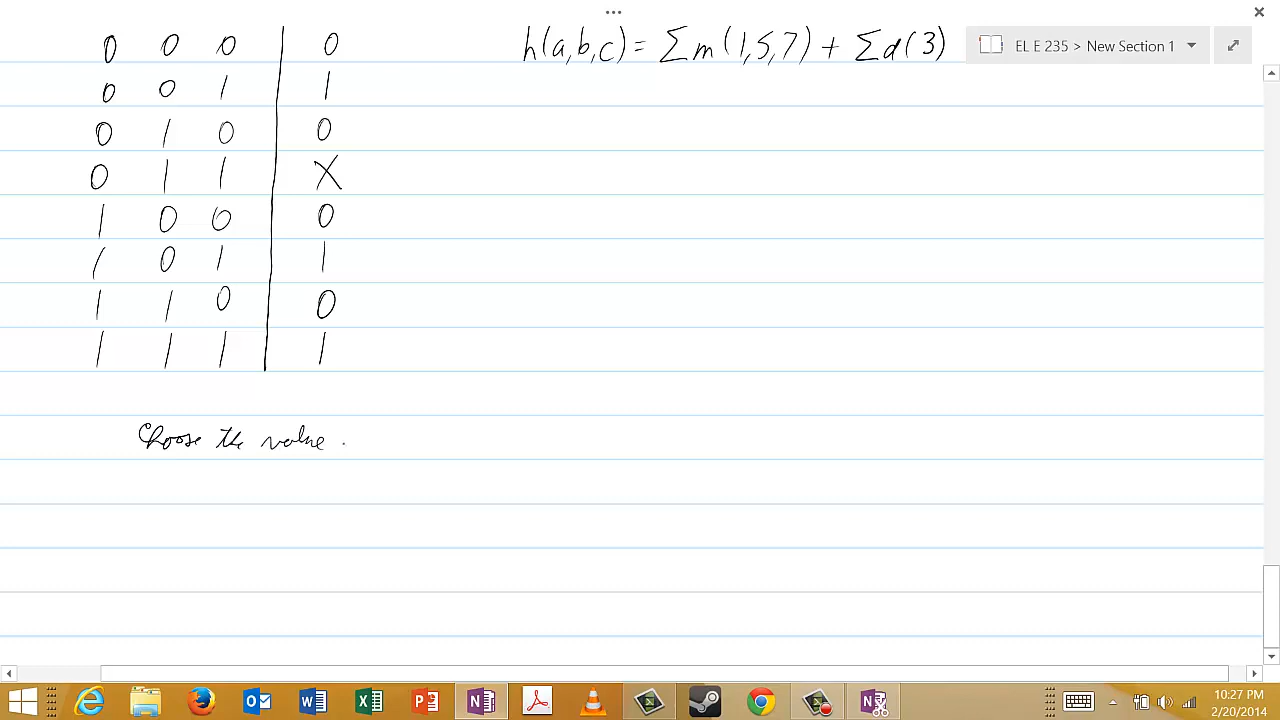 ...
0 0 0 0 h(a,b,c) = Σm(1,5,7) + Σd(3) EL E 235 > New Section 1
0 0 1 1
0 1 0 0
0 1 1 X
1 0 0 0
1 0 1 1
1 1 0 0
1 1 1 1
Choose the value .
10:27 PM
2/20/2014